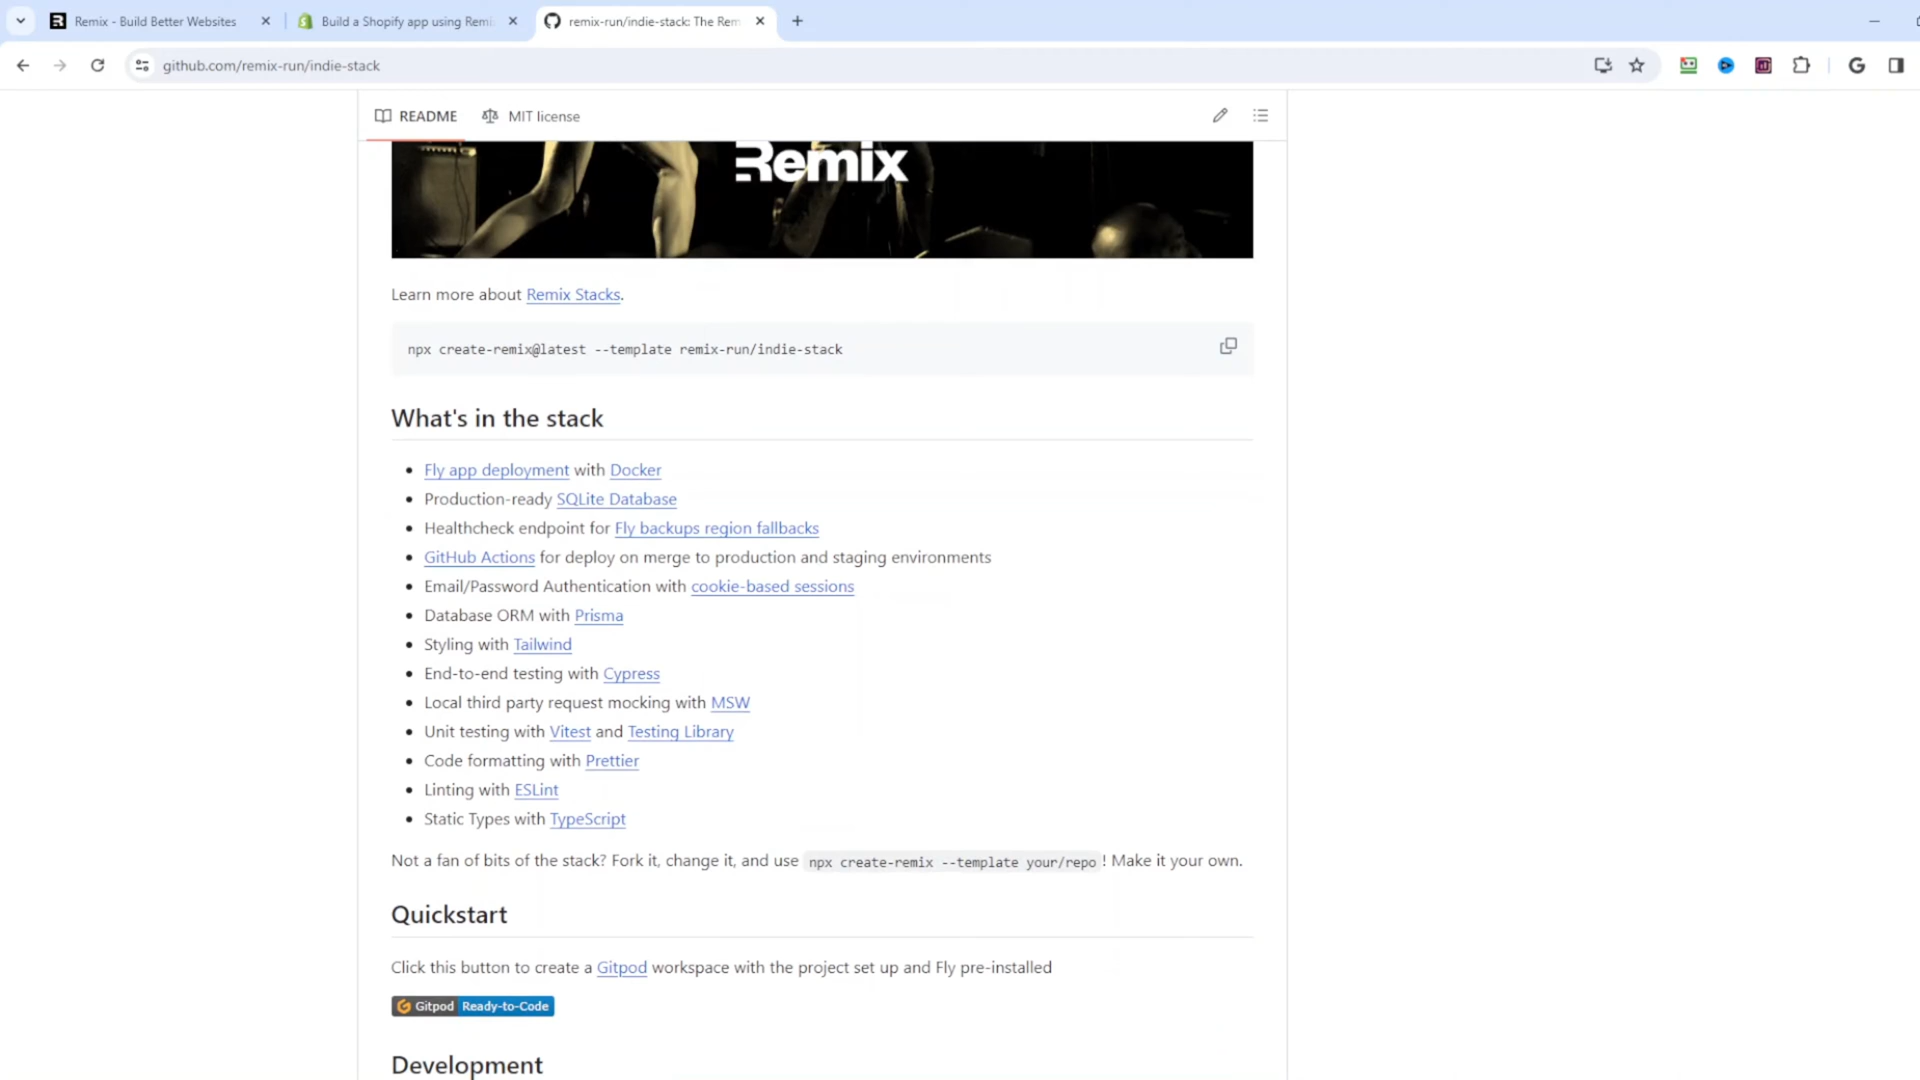 Remix - Build Better Websites
Build a Shopify app using Remi
remix-run/indie-stack: The Rem
github.com/remix-run/indie-stack
README
MIT license
Remix
Learn more about Remix Stacks.
npx create-remix@latest --template remix-run/indie-stack
What's in the stack
Fly app deployment with Docker
Production-ready SQLite Database
Healthcheck endpoint for Fly backups region fallbacks
GitHub Actions for deploy on merge to production and staging environments
Email/Password Authentication with cookie-based sessions
Database ORM with Prisma
Styling with Tailwind
End-to-end testing with Cypress
Local third party request mocking with MSW
Unit testing with Vitest and Testing Library
Code formatting with Prettier
Linting with ESLint
Static Types with TypeScript
Not a fan of bits of the stack? Fork it, change it, and use npx create-remix --template your/repo! Make it your own.
Quickstart
Click this button to create a Gitpod workspace with the project set up and Fly pre-installed
Gitpod Ready-to-Code
Development